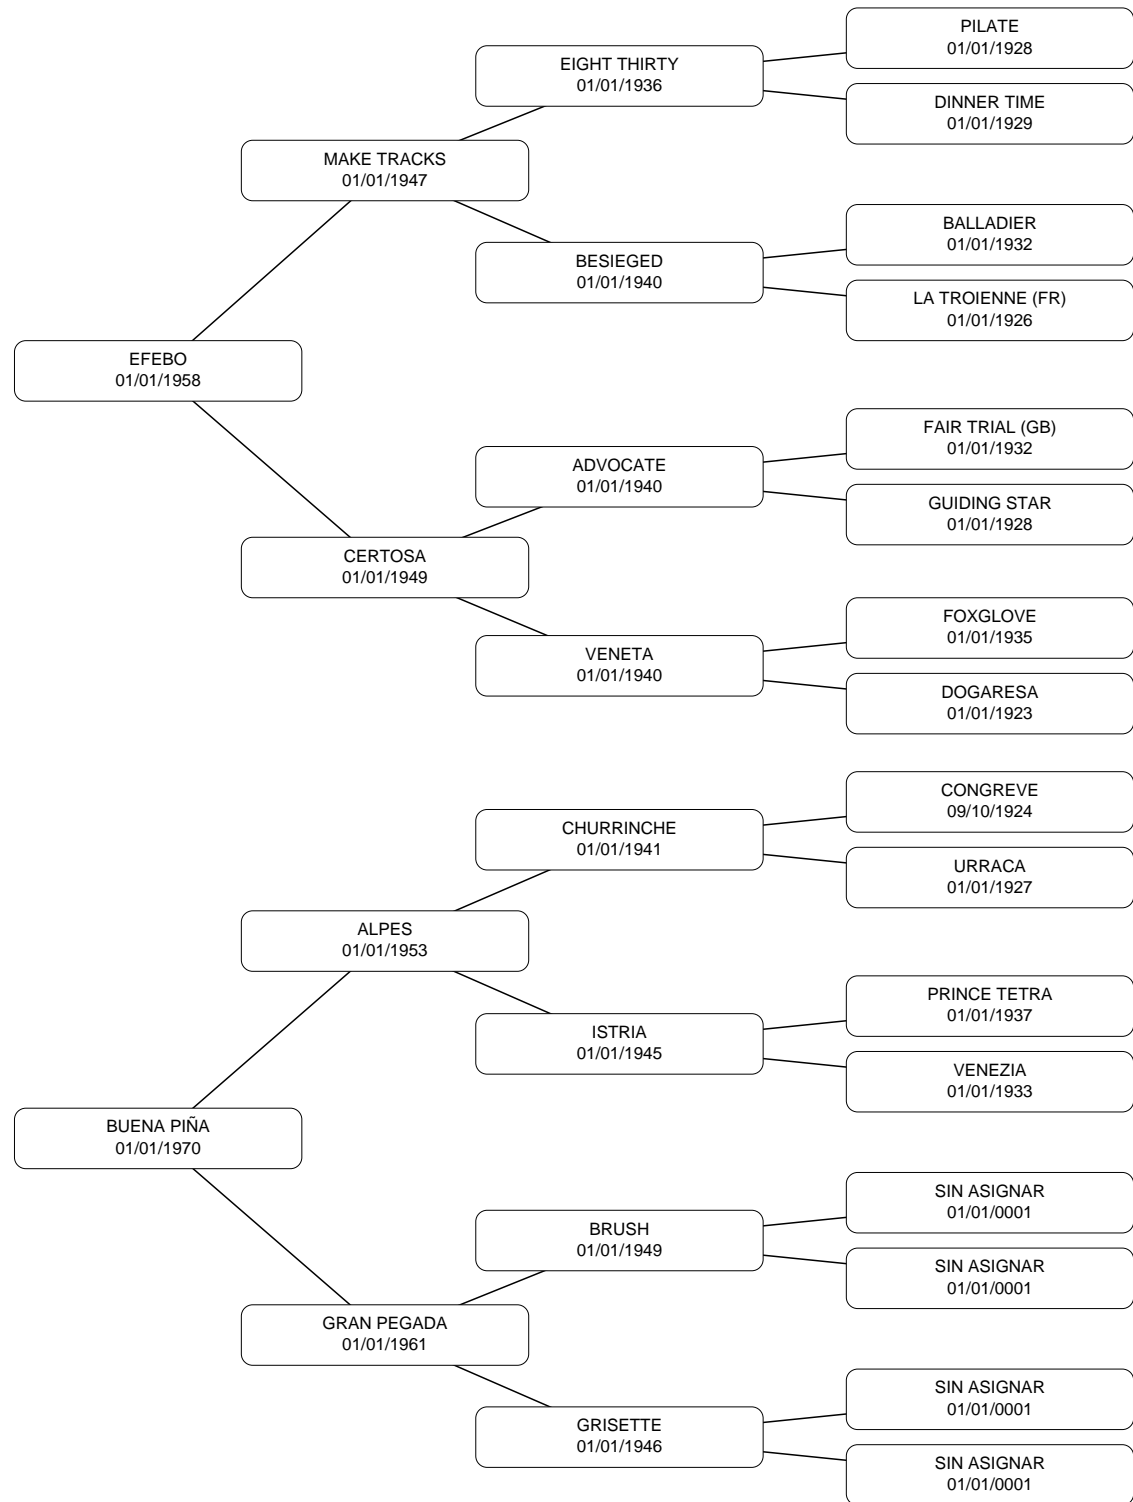 PILATE
01/01/1928
EIGHT THIRTY
01/01/1936
DINNER TIME
01/01/1929
MAKE TRACKS
01/01/1947
BALLADIER
01/01/1932
BESIEGED
01/01/1940
LA TROIENNE (FR)
01/01/1926
EFEBO
01/01/1958
FAIR TRIAL (GB)
01/01/1932
ADVOCATE
01/01/1940
GUIDING STAR
01/01/1928
CERTOSA
01/01/1949
FOXGLOVE
01/01/1935
VENETA
01/01/1940
DOGARESA
01/01/1923
CONGREVE
09/10/1924
CHURRINCHE
01/01/1941
URRACA
01/01/1927
ALPES
01/01/1953
PRINCE TETRA
01/01/1937
ISTRIA
01/01/1945
VENEZIA
01/01/1933
BUENA PIÑA
01/01/1970
SIN ASIGNAR
01/01/0001
BRUSH
01/01/1949
SIN ASIGNAR
01/01/0001
GRAN PEGADA
01/01/1961
SIN ASIGNAR
01/01/0001
GRISETTE
01/01/1946
SIN ASIGNAR
01/01/0001